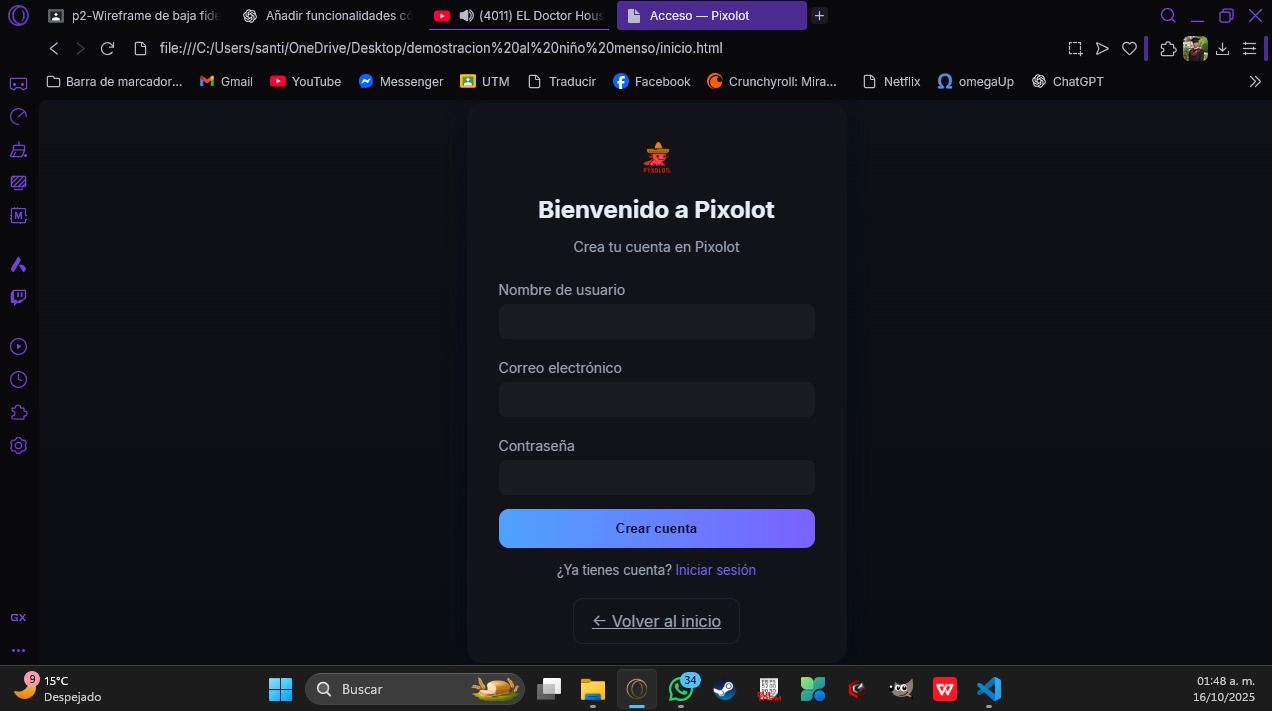 p2-Wireframe de baja fide
Añadir funcionalidades có
(4011) EL Doctor Hous
Acceso — Pixolot
file:///C:/Users/santi/OneDrive/Desktop/demostracion%20al%20niño%20menso/inicio.html
Barra de marcador... Gmail YouTube Messenger UTM Traducir Facebook Crunchyroll: Mira... Netflix omegaUp ChatGPT
PYXOLOT
Bienvenido a Pixolot
Crea tu cuenta en Pixolot
Nombre de usuario
Correo electrónico
Contraseña
Crear cuenta
¿Ya tienes cuenta? Iniciar sesión
← Volver al inicio
GX
9
15°C
Despejado
Buscar
34
01:48 a. m.
16/10/2025